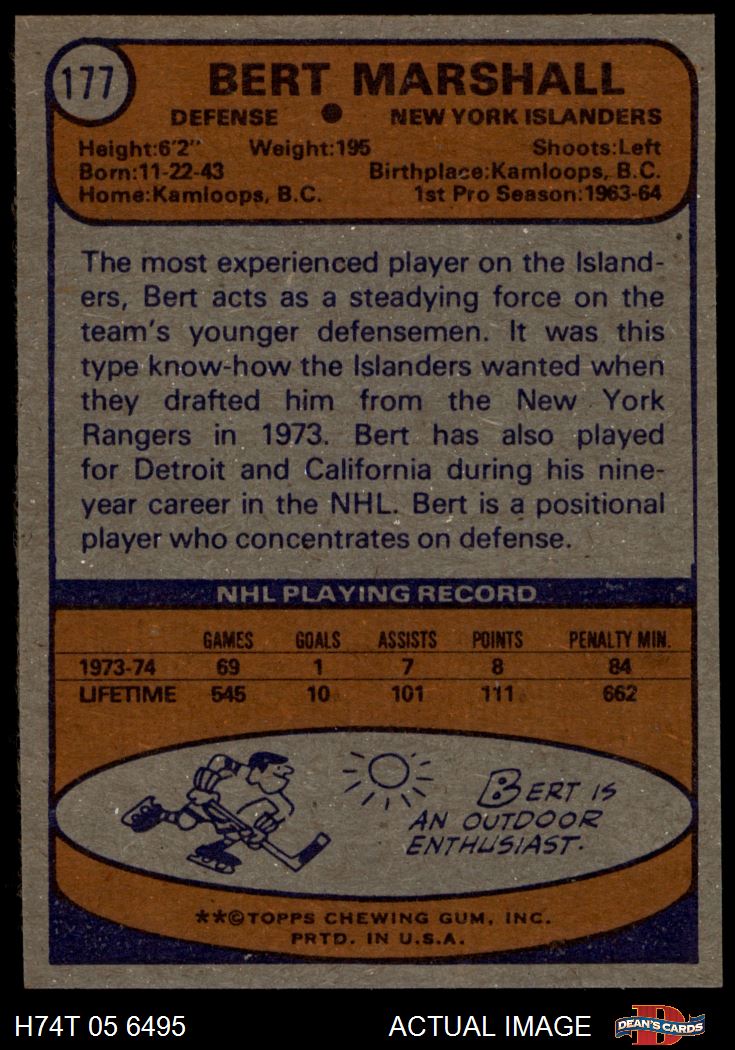 177
BERT MARSHALL
DEFENSE ● NEW YORK ISLANDERS
Height:6'2" Weight:195 Shoots:Left
Born:11-22-43 Birthplace:Kamloops, B.C.
Home:Kamloops, B.C. 1st Pro Season:1963-64
The most experienced player on the Island-
ers, Bert acts as a steadying force on the
team's younger defensemen. It was this
type know-how the Islanders wanted when
they drafted him from the New York
Rangers in 1973. Bert has also played
for Detroit and California during his nine-
year career in the NHL. Bert is a positional
player who concentrates on defense.
NHL PLAYING RECORD
GAMES GOALS ASSISTS POINTS PENALTY MIN.
1973-74 69 1 7 8 84
LIFETIME 545 10 101 111 662
BERT IS
AN OUTDOOR
ENTHUSIAST.
**©TOPPS CHEWING GUM, INC.
PRTD. IN U.S.A.
H74T 05 6495 ACTUAL IMAGE D DEAN'S CARDS